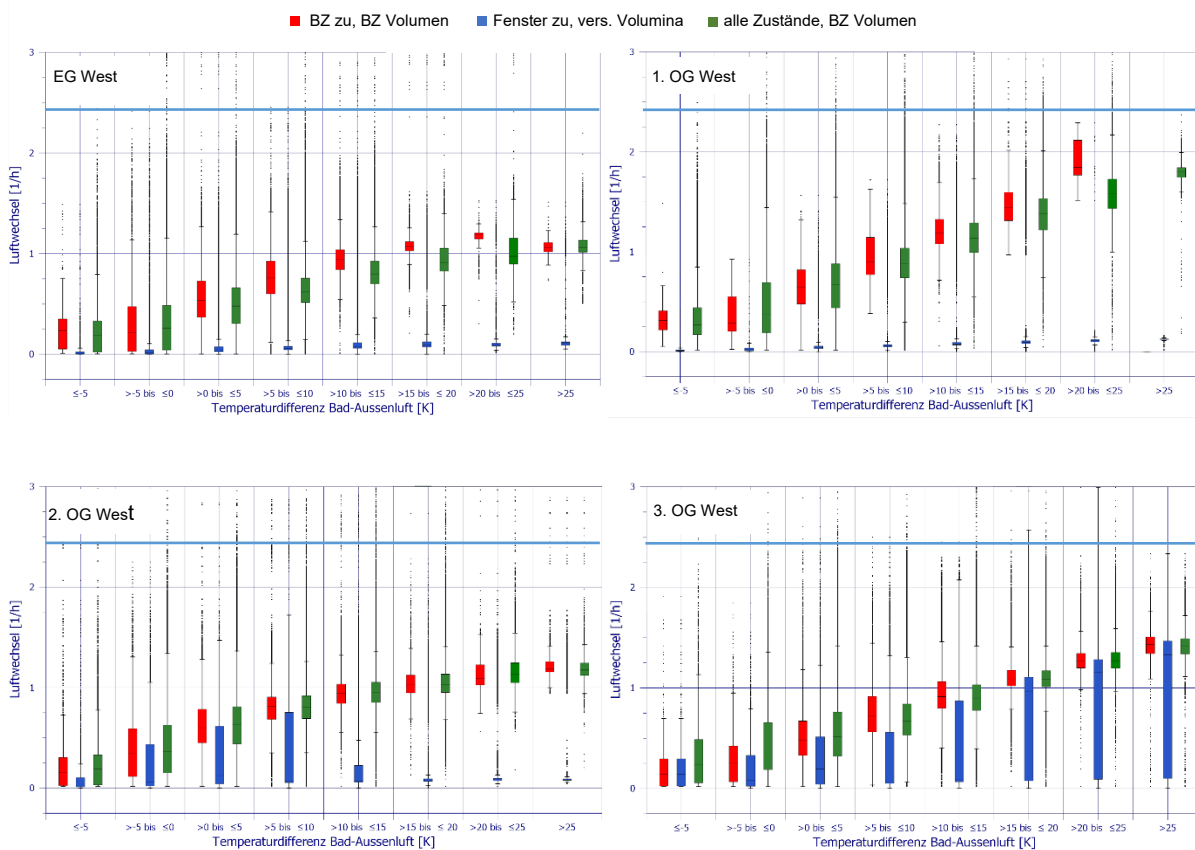 BZ zu, BZ Volumen Fenster zu, vers. Volumina alle Zustände, BZ Volumen
EG West
3
2
1
0
Luftwechsel [1/h]
≤-5 >-5 bis ≤0 >0 bis ≤5 >5 bis ≤10 >10 bis ≤15 >15 bis ≤ 20 >20 bis ≤25 >25
Temperaturdifferenz Bad-Aussenluft [K]
1. OG West
3
2
1
0
Luftwechsel [1/h]
≤-5 >-5 bis ≤0 >0 bis ≤5 >5 bis ≤10 >10 bis ≤15 >15 bis ≤ 20 >20 bis ≤25 >25
Temperaturdifferenz Bad-Aussenluft [K]
2. OG West
3
2
1
0
Luftwechsel [1/h]
≤-5 >-5 bis ≤0 >0 bis ≤5 >5 bis ≤10 >10 bis ≤15 >15 bis ≤ 20 >20 bis ≤25 >25
Temperaturdifferenz Bad-Aussenluft [K]
3. OG West
3
2
1
0
Luftwechsel [1/h]
≤-5 >-5 bis ≤0 >0 bis ≤5 >5 bis ≤10 >10 bis ≤15 >15 bis ≤ 20 >20 bis ≤25 >25
Temperaturdifferenz Bad-Aussenluft [K]